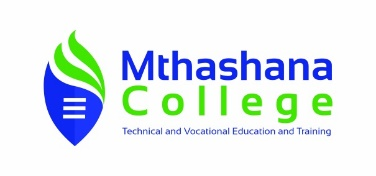 Mthashana
College
Technical and Vocational Education and Training